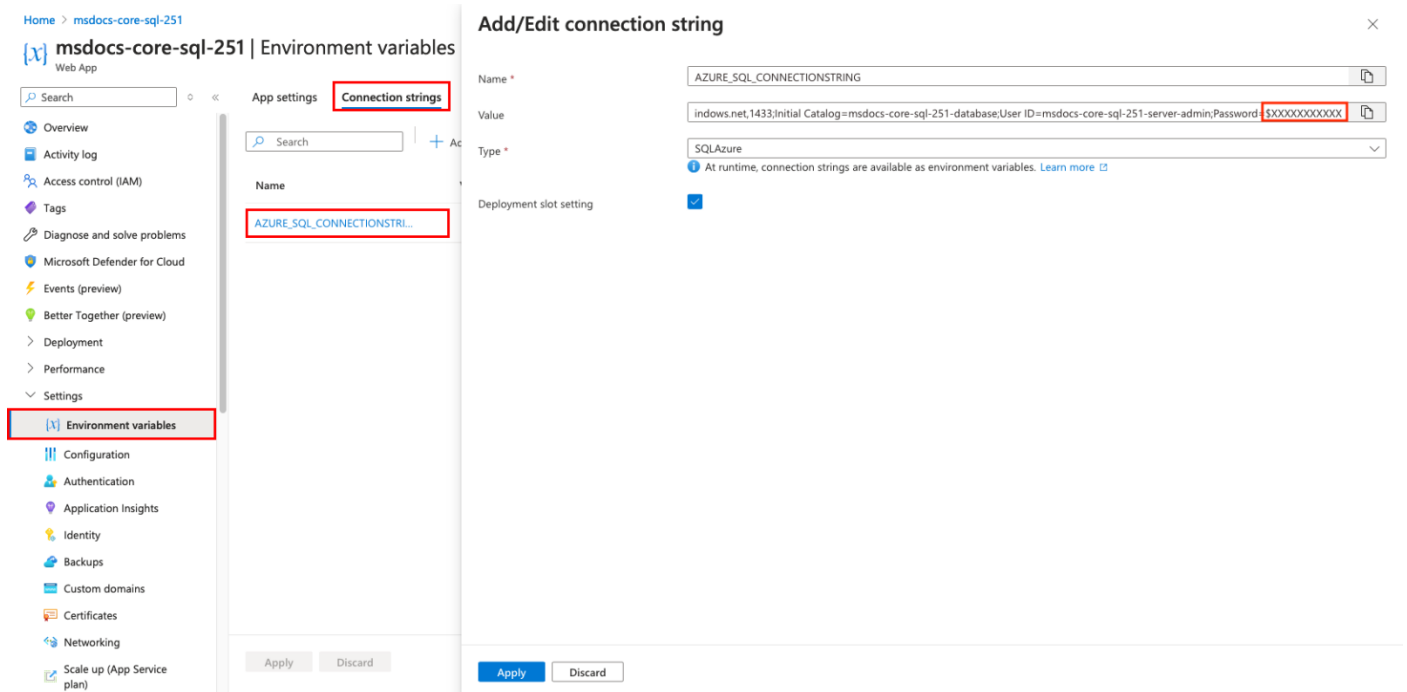 Home > msdocs-core-sql-251
{x} msdocs-core-sql-251 | Environment variables
Web App
Search
Overview
Activity log
Access control (IAM)
Tags
Diagnose and solve problems
Microsoft Defender for Cloud
Events (preview)
Better Together (preview)
Deployment
Performance
Settings
{x} Environment variables
Configuration
Authentication
Application Insights
Identity
Backups
Custom domains
Certificates
Networking
Scale up (App Service
plan)
App settings Connection strings
Search
+ Ad
Name
AZURE_SQL_CONNECTIONSTRI...
Apply Discard
Add/Edit connection string
Name * AZURE_SQL_CONNECTIONSTRING
Value indows.net,1433;Initial Catalog=msdocs-core-sql-251-database;User ID=msdocs-core-sql-251-server-admin;Password=$XXXXXXXXXXX
Type * SQLAzure
At runtime, connection strings are available as environment variables. Learn more
Deployment slot setting
Apply Discard